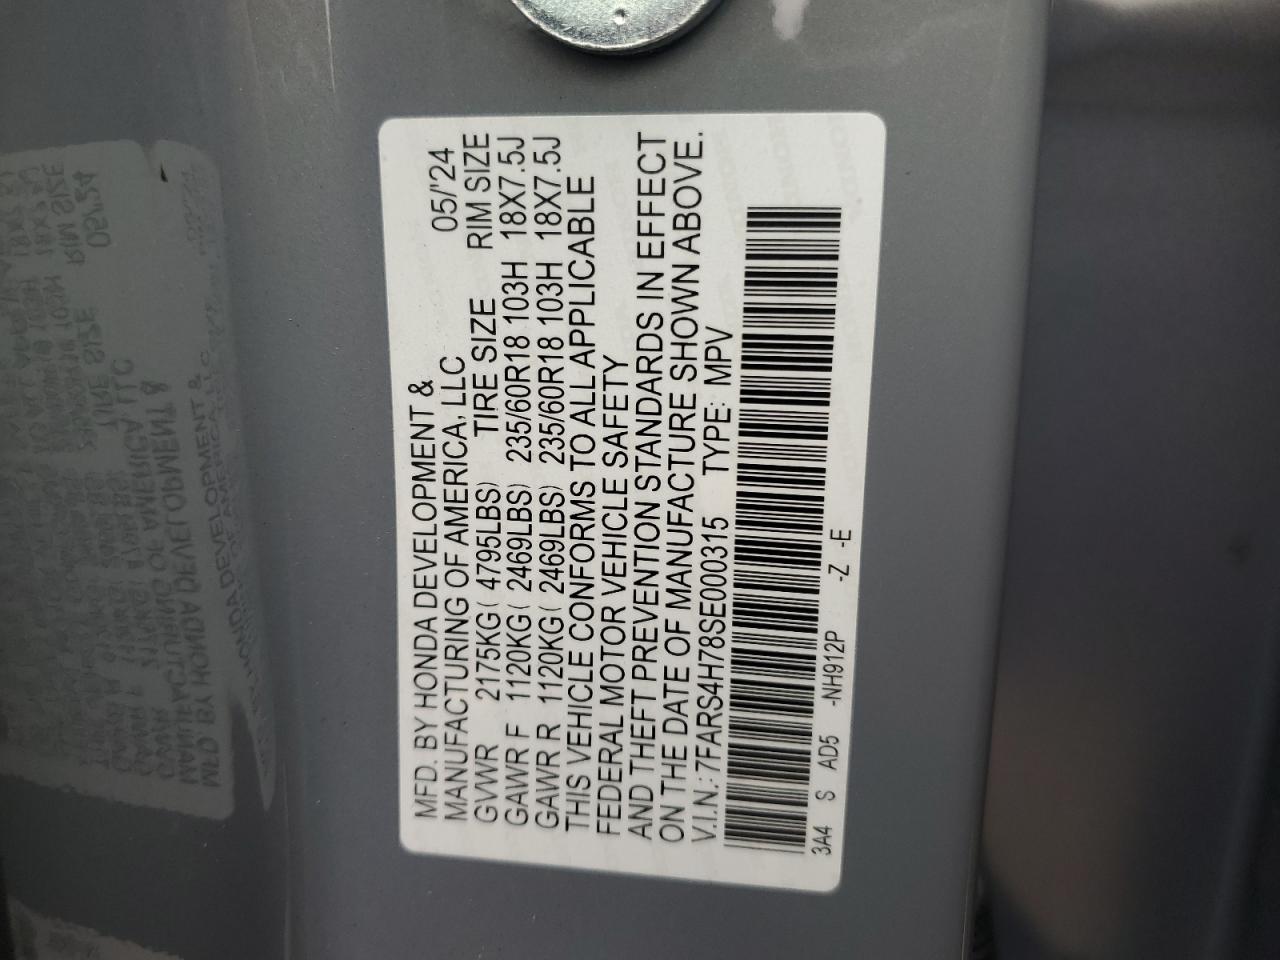 MFD. BY HONDA DEVELOPMENT &
MANUFACTURING OF AMERICA, LLC 05/'24
GVWR 2175KG( 4795LBS) TIRE SIZE RIM SIZE
GAWR F 1120KG( 2469LBS) 235/60R18 103H 18X7.5J
GAWR R 1120KG( 2469LBS) 235/60R18 103H 18X7.5J
THIS VEHICLE CONFORMS TO ALL APPLICABLE
FEDERAL MOTOR VEHICLE SAFETY
AND THEFT PREVENTION STANDARDS IN EFFECT
ON THE DATE OF MANUFACTURE SHOWN ABOVE.
V.I.N.: 7FARS4H78SE000315 TYPE: MPV
3A4 S AD5 -NH912P -Z -E